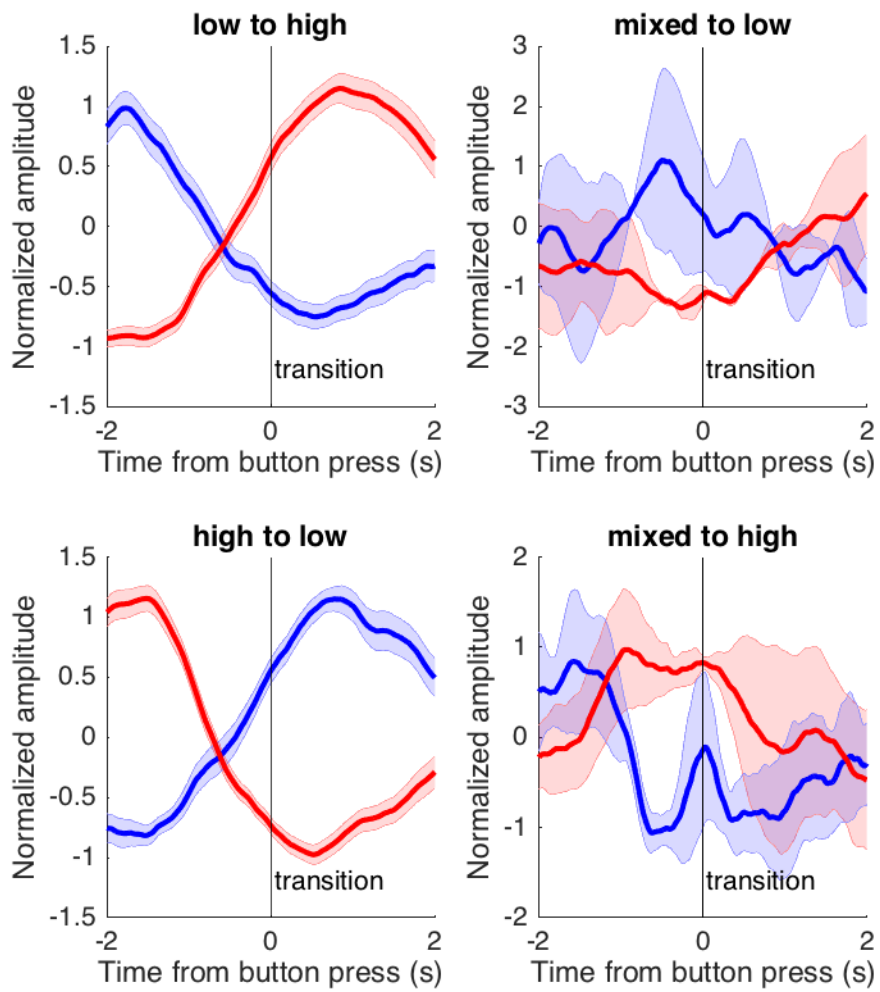 low to high
1.5
1
0.5
0
-0.5
-1
-1.5
Normalized amplitude
transition
-2
0
2
Time from button press (s)
mixed to low
3
2
1
0
-1
-2
-3
Normalized amplitude
transition
-2
0
2
Time from button press (s)
high to low
1.5
1
0.5
0
-0.5
-1
-1.5
Normalized amplitude
transition
-2
0
2
Time from button press (s)
mixed to high
2
1
0
-1
-2
Normalized amplitude
transition
-2
0
2
Time from button press (s)